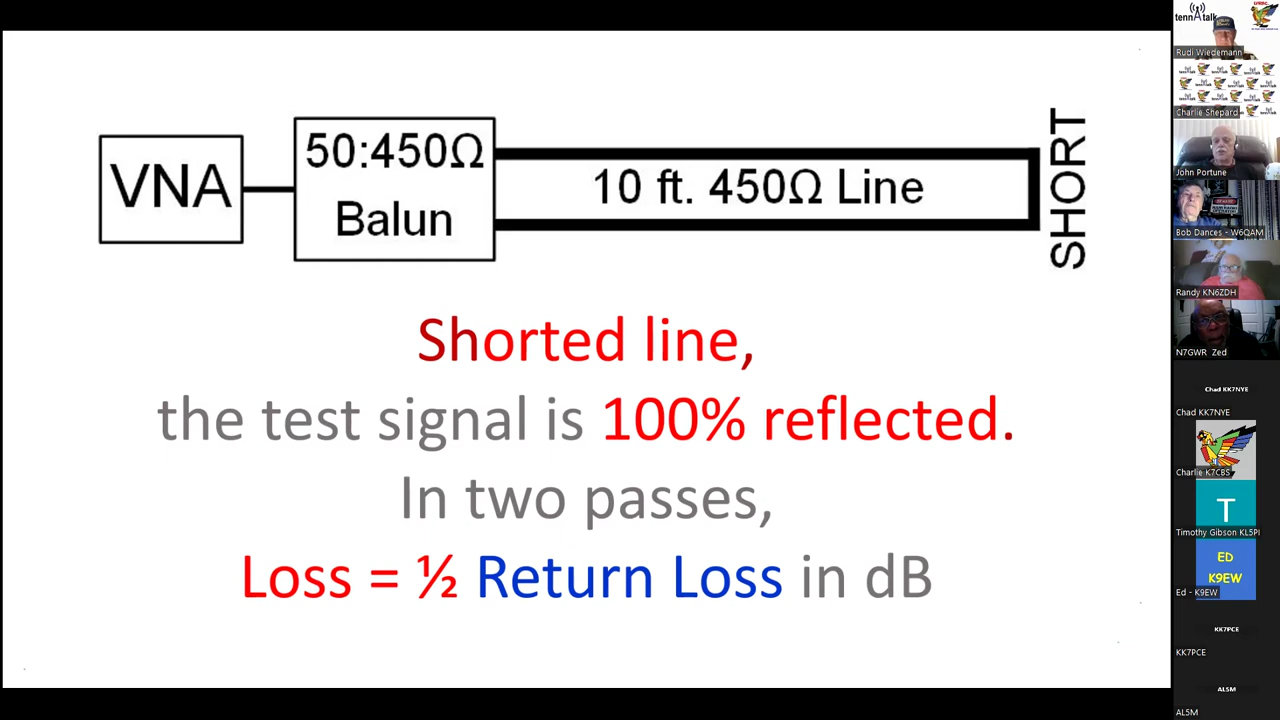 VNA
50:450Ω
Balun
10 ft. 450Ω Line
SHORT
Shorted line,
the test signal is 100% reflected.
In two passes,
Loss = ½ Return Loss in dB
tennAtalk
Rudi Wiedemann
Charlie Shepard
John Portune
Bob Dances - W6QAM
Randy KN6ZDH
N7GWR Zed
Chad KK7NYE
Chad KK7NYE
Charlie K7CBS
T
Timothy Gibson KL5PI
ED
K9EW
Ed - K9EW
KK7PCE
KK7PCE
AL5M
AL5M